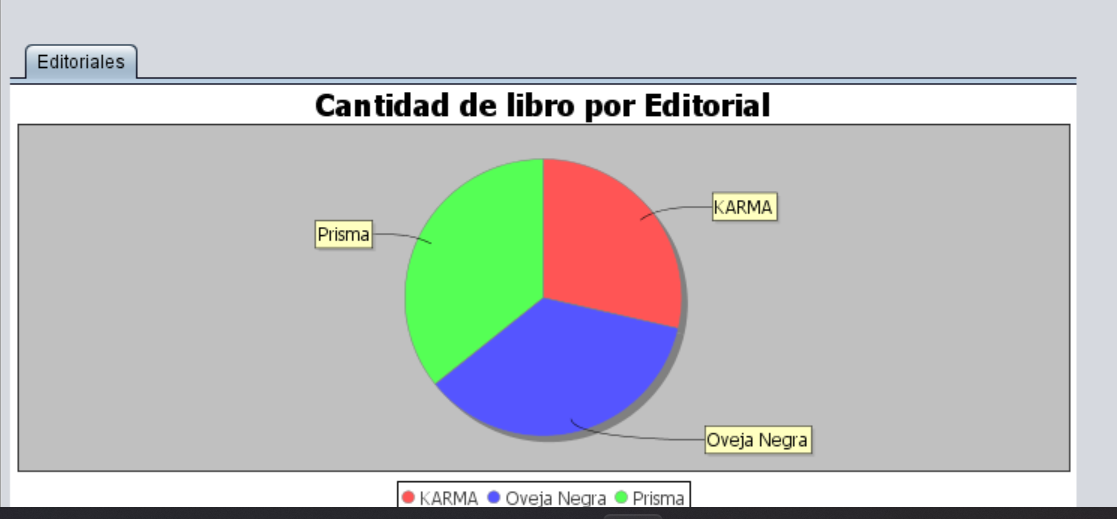 Editoriales
Cantidad de libro por Editorial
KARMA
Prisma
Oveja Negra
KARMA Oveja Negra Prisma